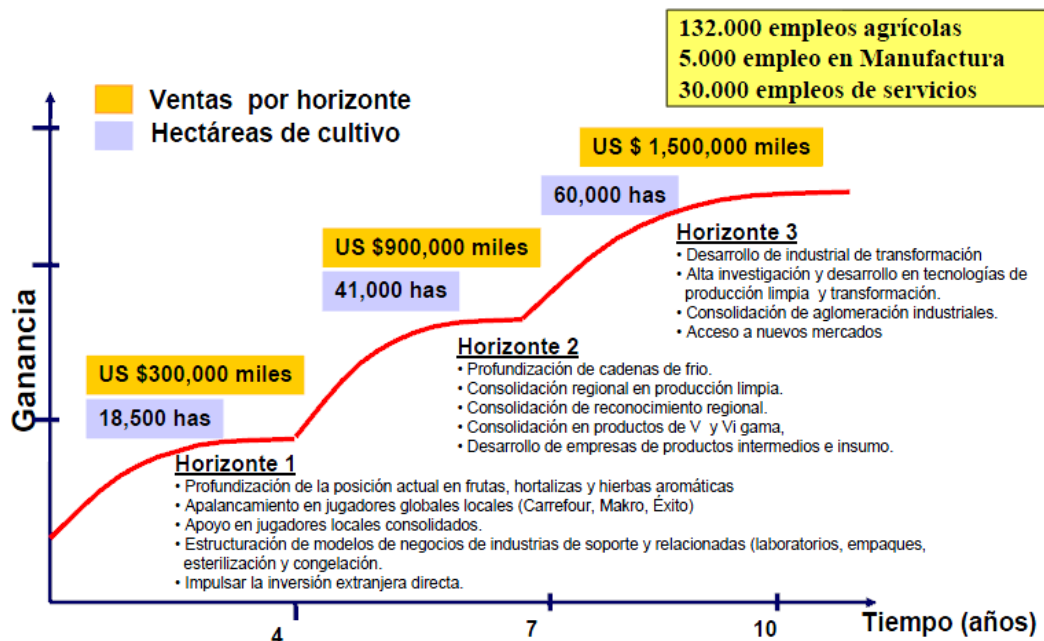 132.000 empleos agrícolas
5.000 empleo en Manufactura
30.000 empleos de servicios
Ventas por horizonte
Hectáreas de cultivo
US $ 1,500,000 miles
60,000 has
Horizonte 3
• Desarrollo de industrial de transformación
• Alta investigación y desarrollo en tecnologías de
producción limpia y transformación.
• Consolidación de aglomeración industriales.
• Acceso a nuevos mercados
US $900,000 miles
41,000 has
Horizonte 2
• Profundización de cadenas de frio.
• Consolidación regional en producción limpia.
• Consolidación de reconocimiento regional.
• Consolidación en productos de V y Vi gama,
• Desarrollo de empresas de productos intermedios e insumo.
US $300,000 miles
18,500 has
Horizonte 1
• Profundización de la posición actual en frutas, hortalizas y hierbas aromáticas
• Apalancamiento en jugadores globales locales (Carrefour, Makro, Éxito)
• Apoyo en jugadores locales consolidados.
• Estructuración de modelos de negocios de industrias de soporte y relacionadas (laboratorios, empaques,
esterilización y congelación.
• Impulsar la inversión extranjera directa.
Ganancia
4
7
10
Tiempo (años)